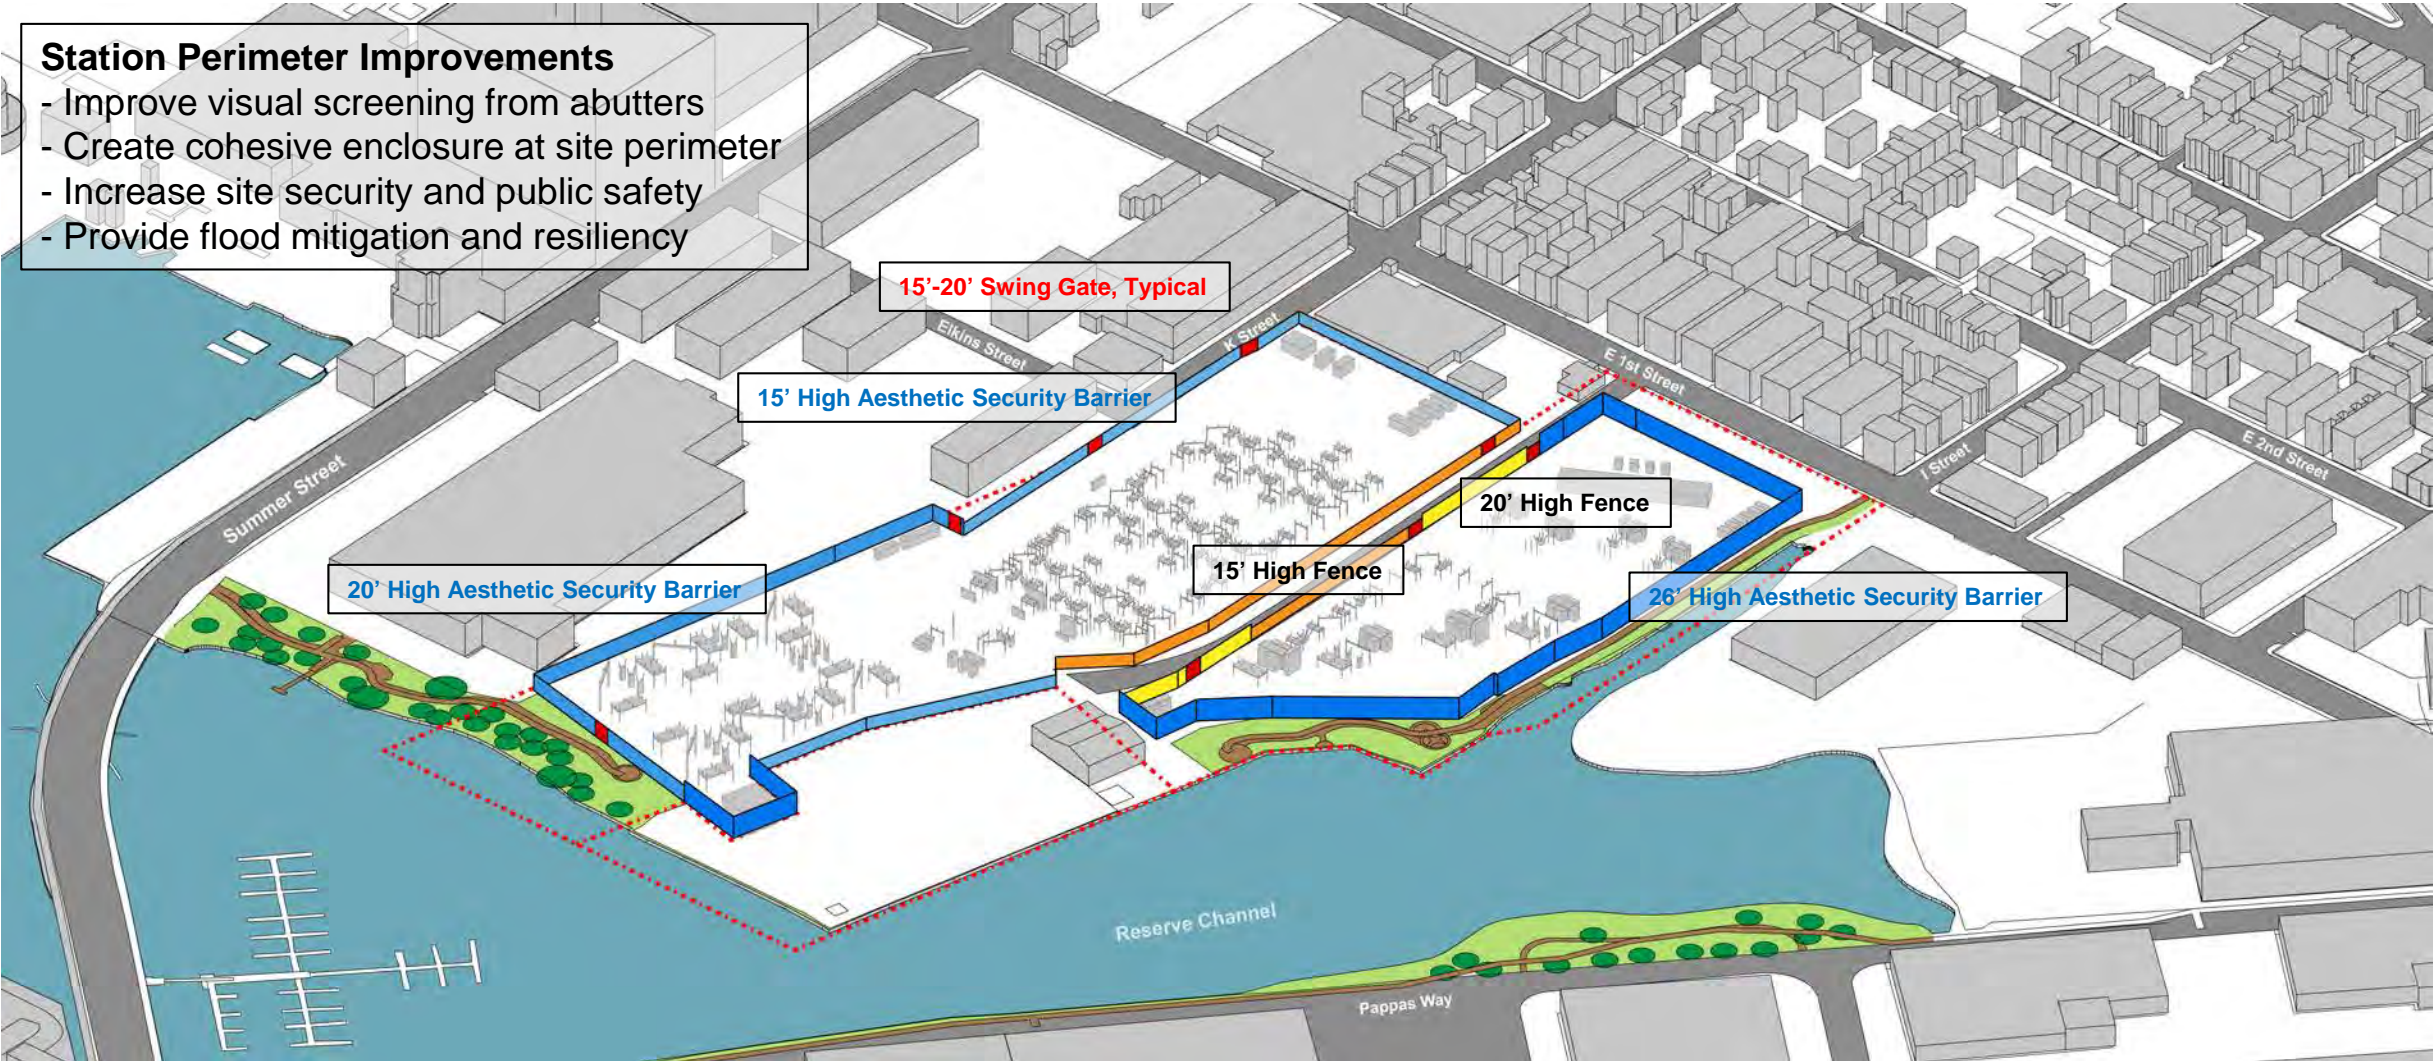 Station Perimeter Improvements
- Improve visual screening from abutters
- Create cohesive enclosure at site perimeter
- Increase site security and public safety
- Provide flood mitigation and resiliency
15’-20’ Swing Gate, Typical
Elkins Street
K Street
E 1st Street
15’ High Aesthetic Security Barrier
I Street
E 2nd Street
Summer Street
20’ High Fence
15’ High Fence
20’ High Aesthetic Security Barrier
26’ High Aesthetic Security Barrier
Reserve Channel
Pappas Way